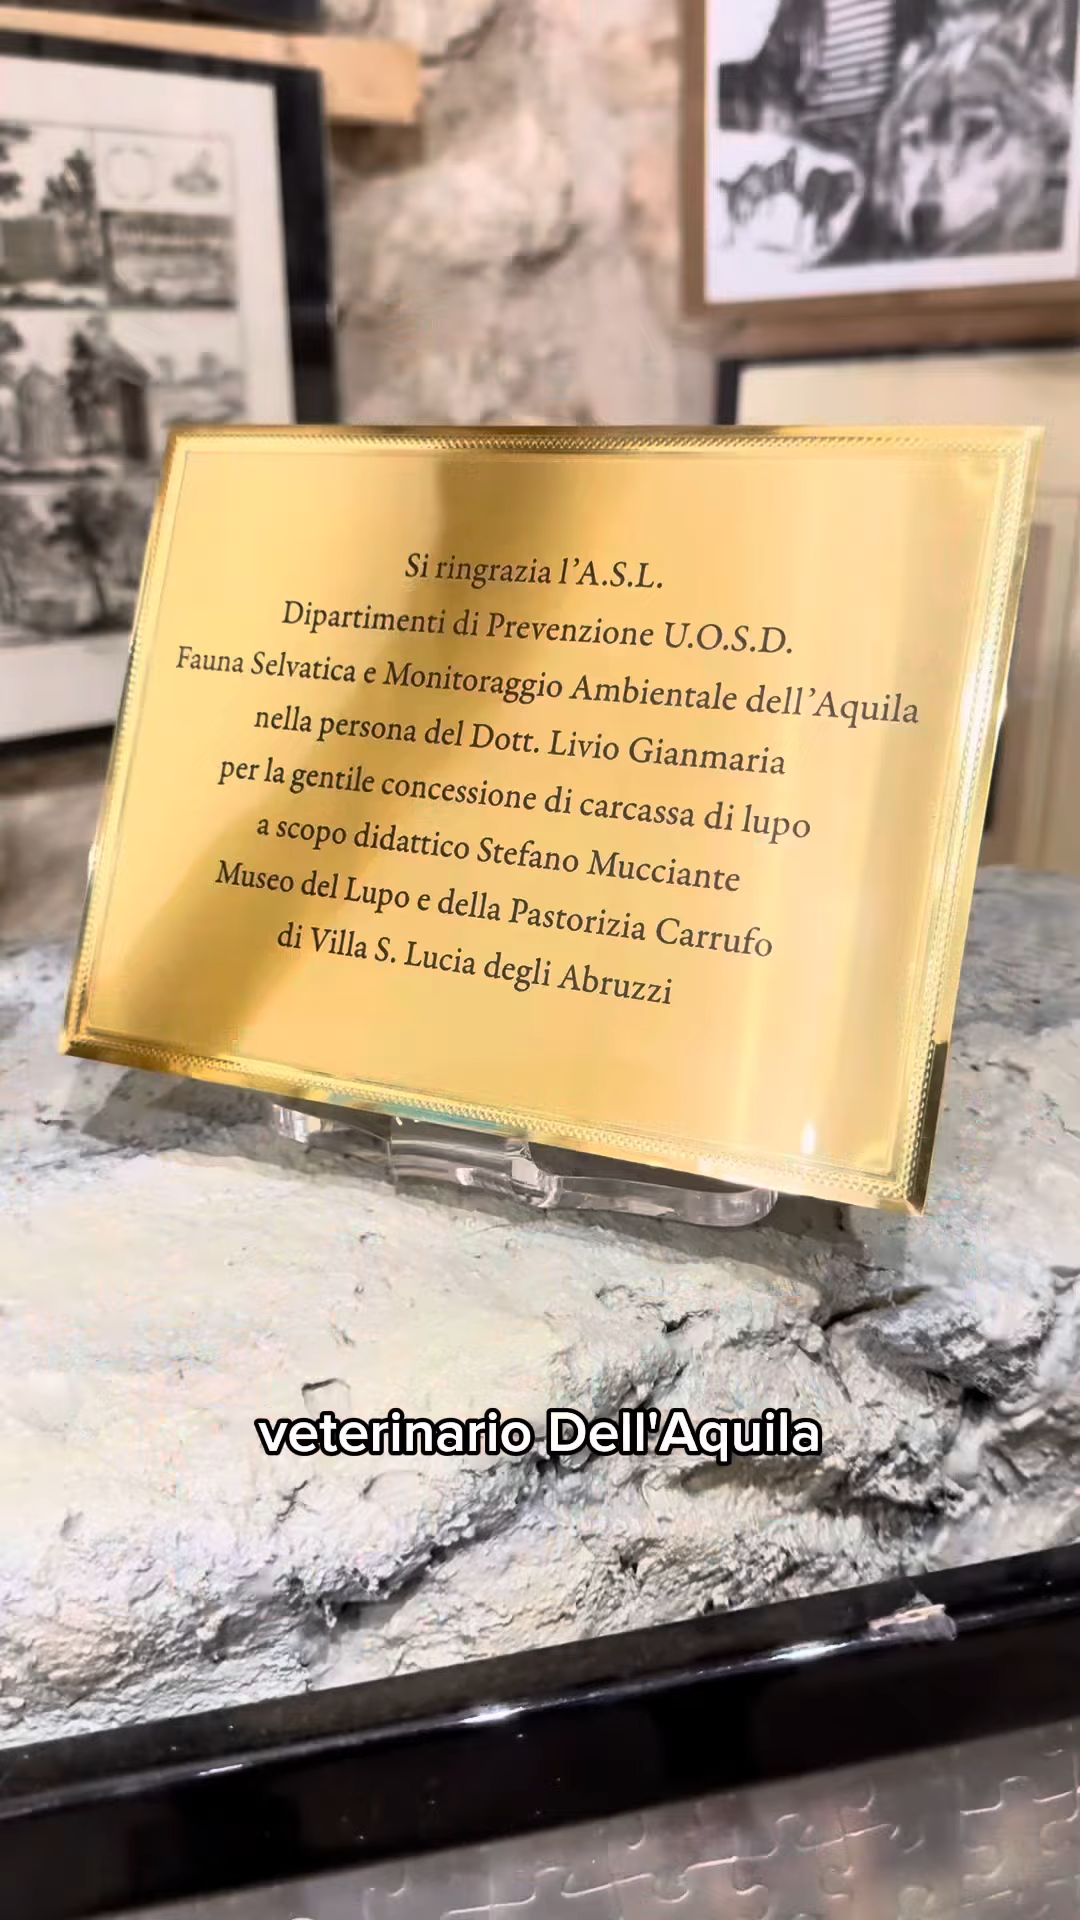 Si ringrazia l'A.S.L.
Dipartimenti di Prevenzione U.O.S.D.
Fauna Selvatica e Monitoraggio Ambientale dell'Aquila
nella persona del Dott. Livio Gianmaria
per la gentile concessione di carcassa di lupo
a scopo didattico Stefano Mucciante
Museo del Lupo e della Pastorizia Carrufo
di Villa S. Lucia degli Abruzzi
veterinario Dell'Aquila